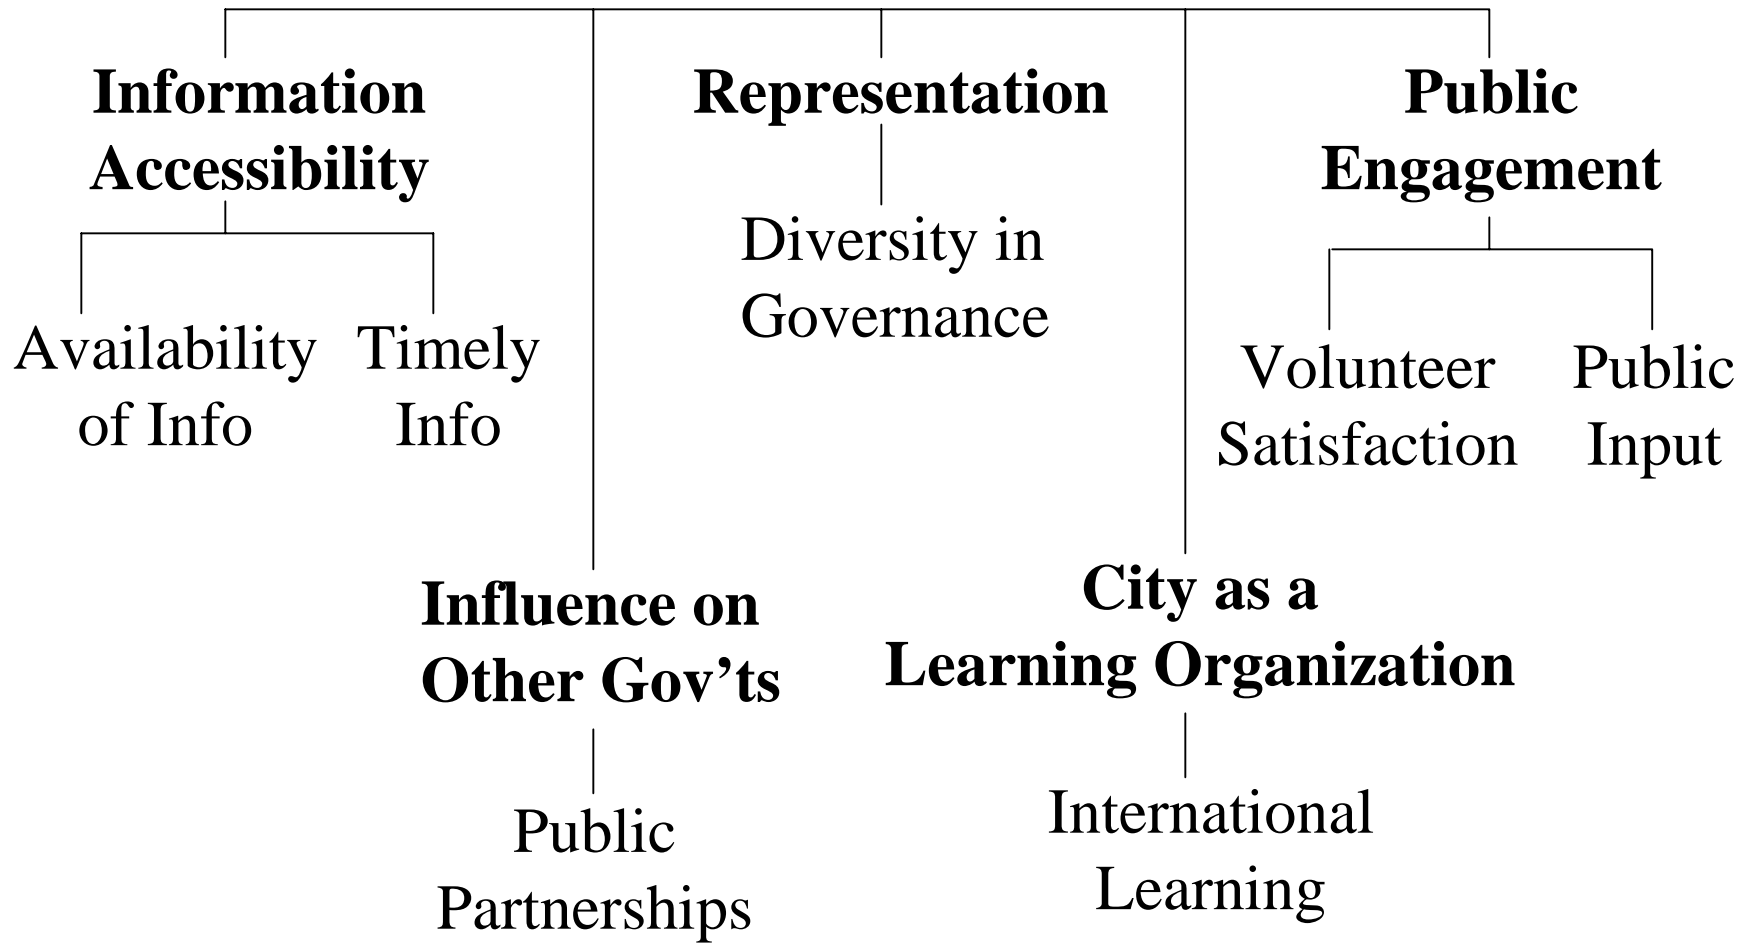 Information
Accessibility
Representation
Public
Engagement
Availability
of Info
Timely
Info
Diversity in
Governance
Volunteer
Satisfaction
Public
Input
Influence on
Other Gov’ts
City as a
Learning Organization
Public
Partnerships
International
Learning